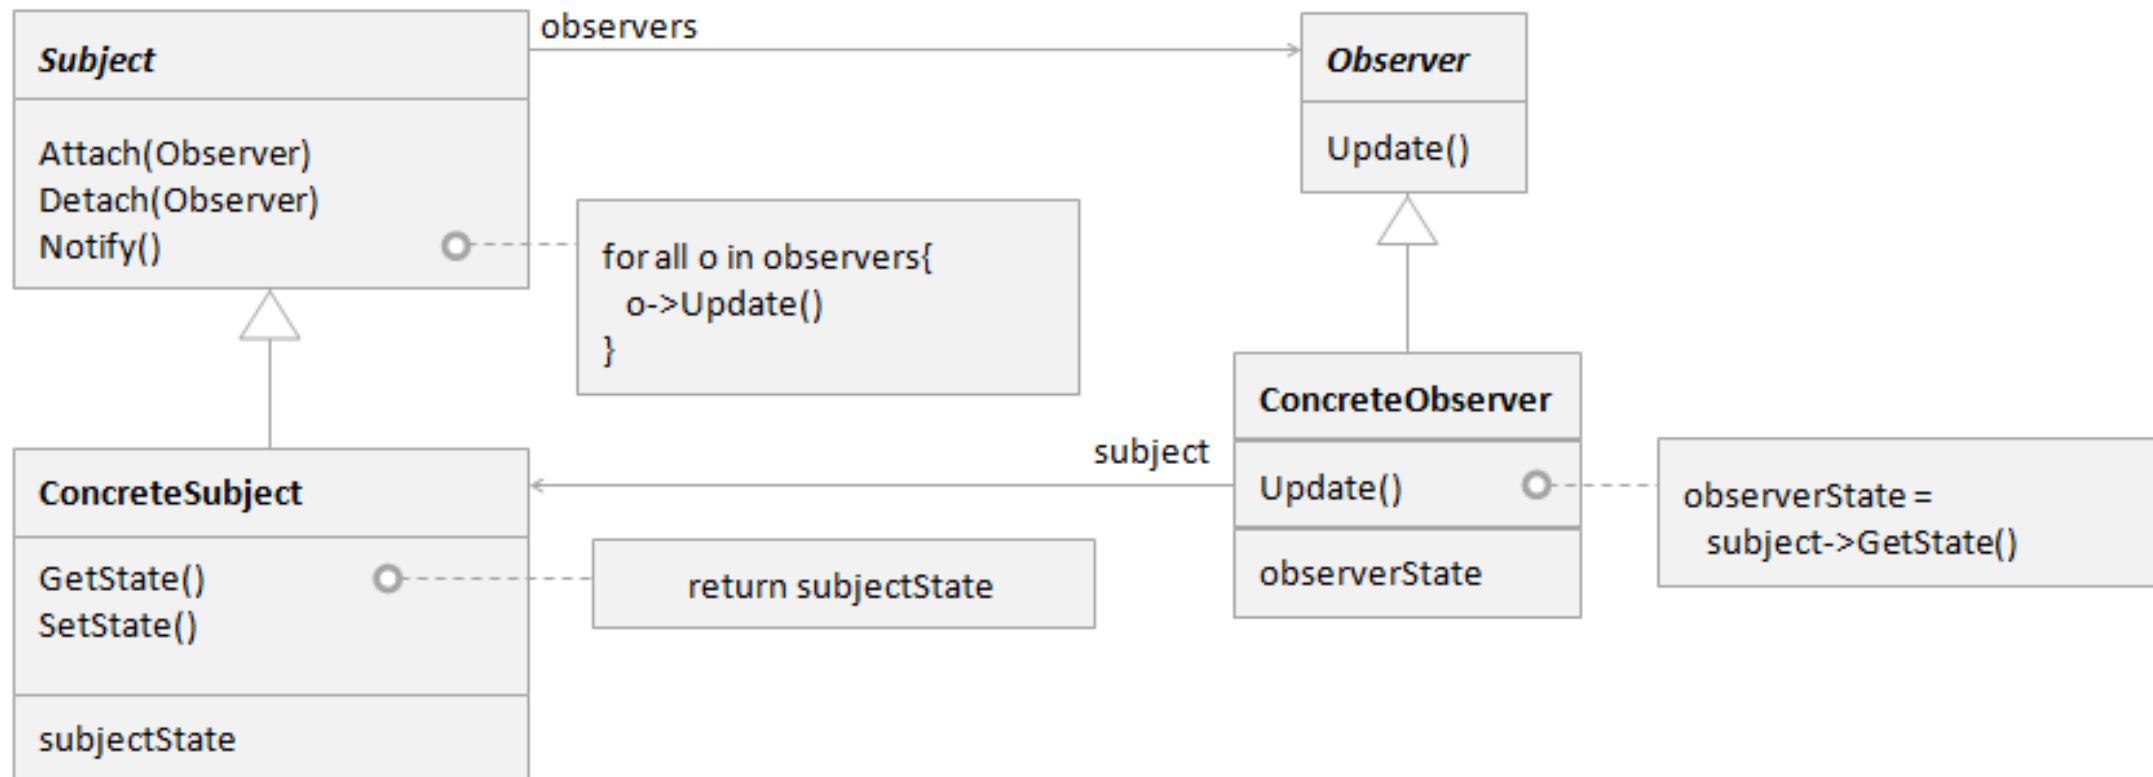 Subject
Attach(Observer)
Detach(Observer)
Notify()
observers
Observer
Update()
for all o in observers{
o->Update()
}
ConcreteSubject
GetState()
SetState()
subjectState
return subjectState
subject
ConcreteObserver
Update()
observerState
observerState =
subject->GetState()